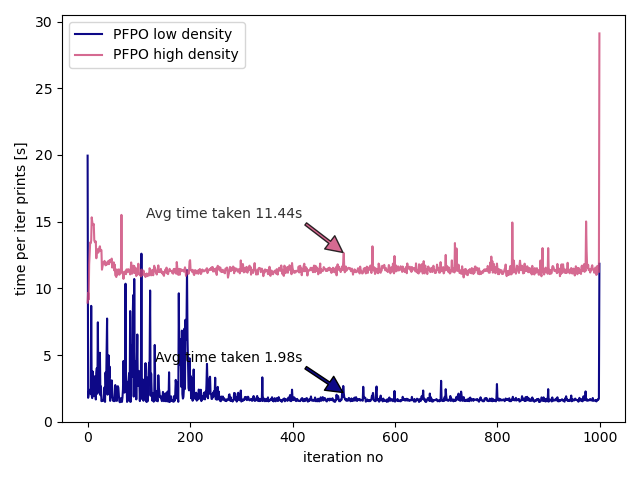 PFPO low density
PFPO high density
time per iter prints [s]
30
25
20
15
10
5
0
Avg time taken 11.44s
Avg time taken 1.98s
0 200 400 600 800 1000
iteration no